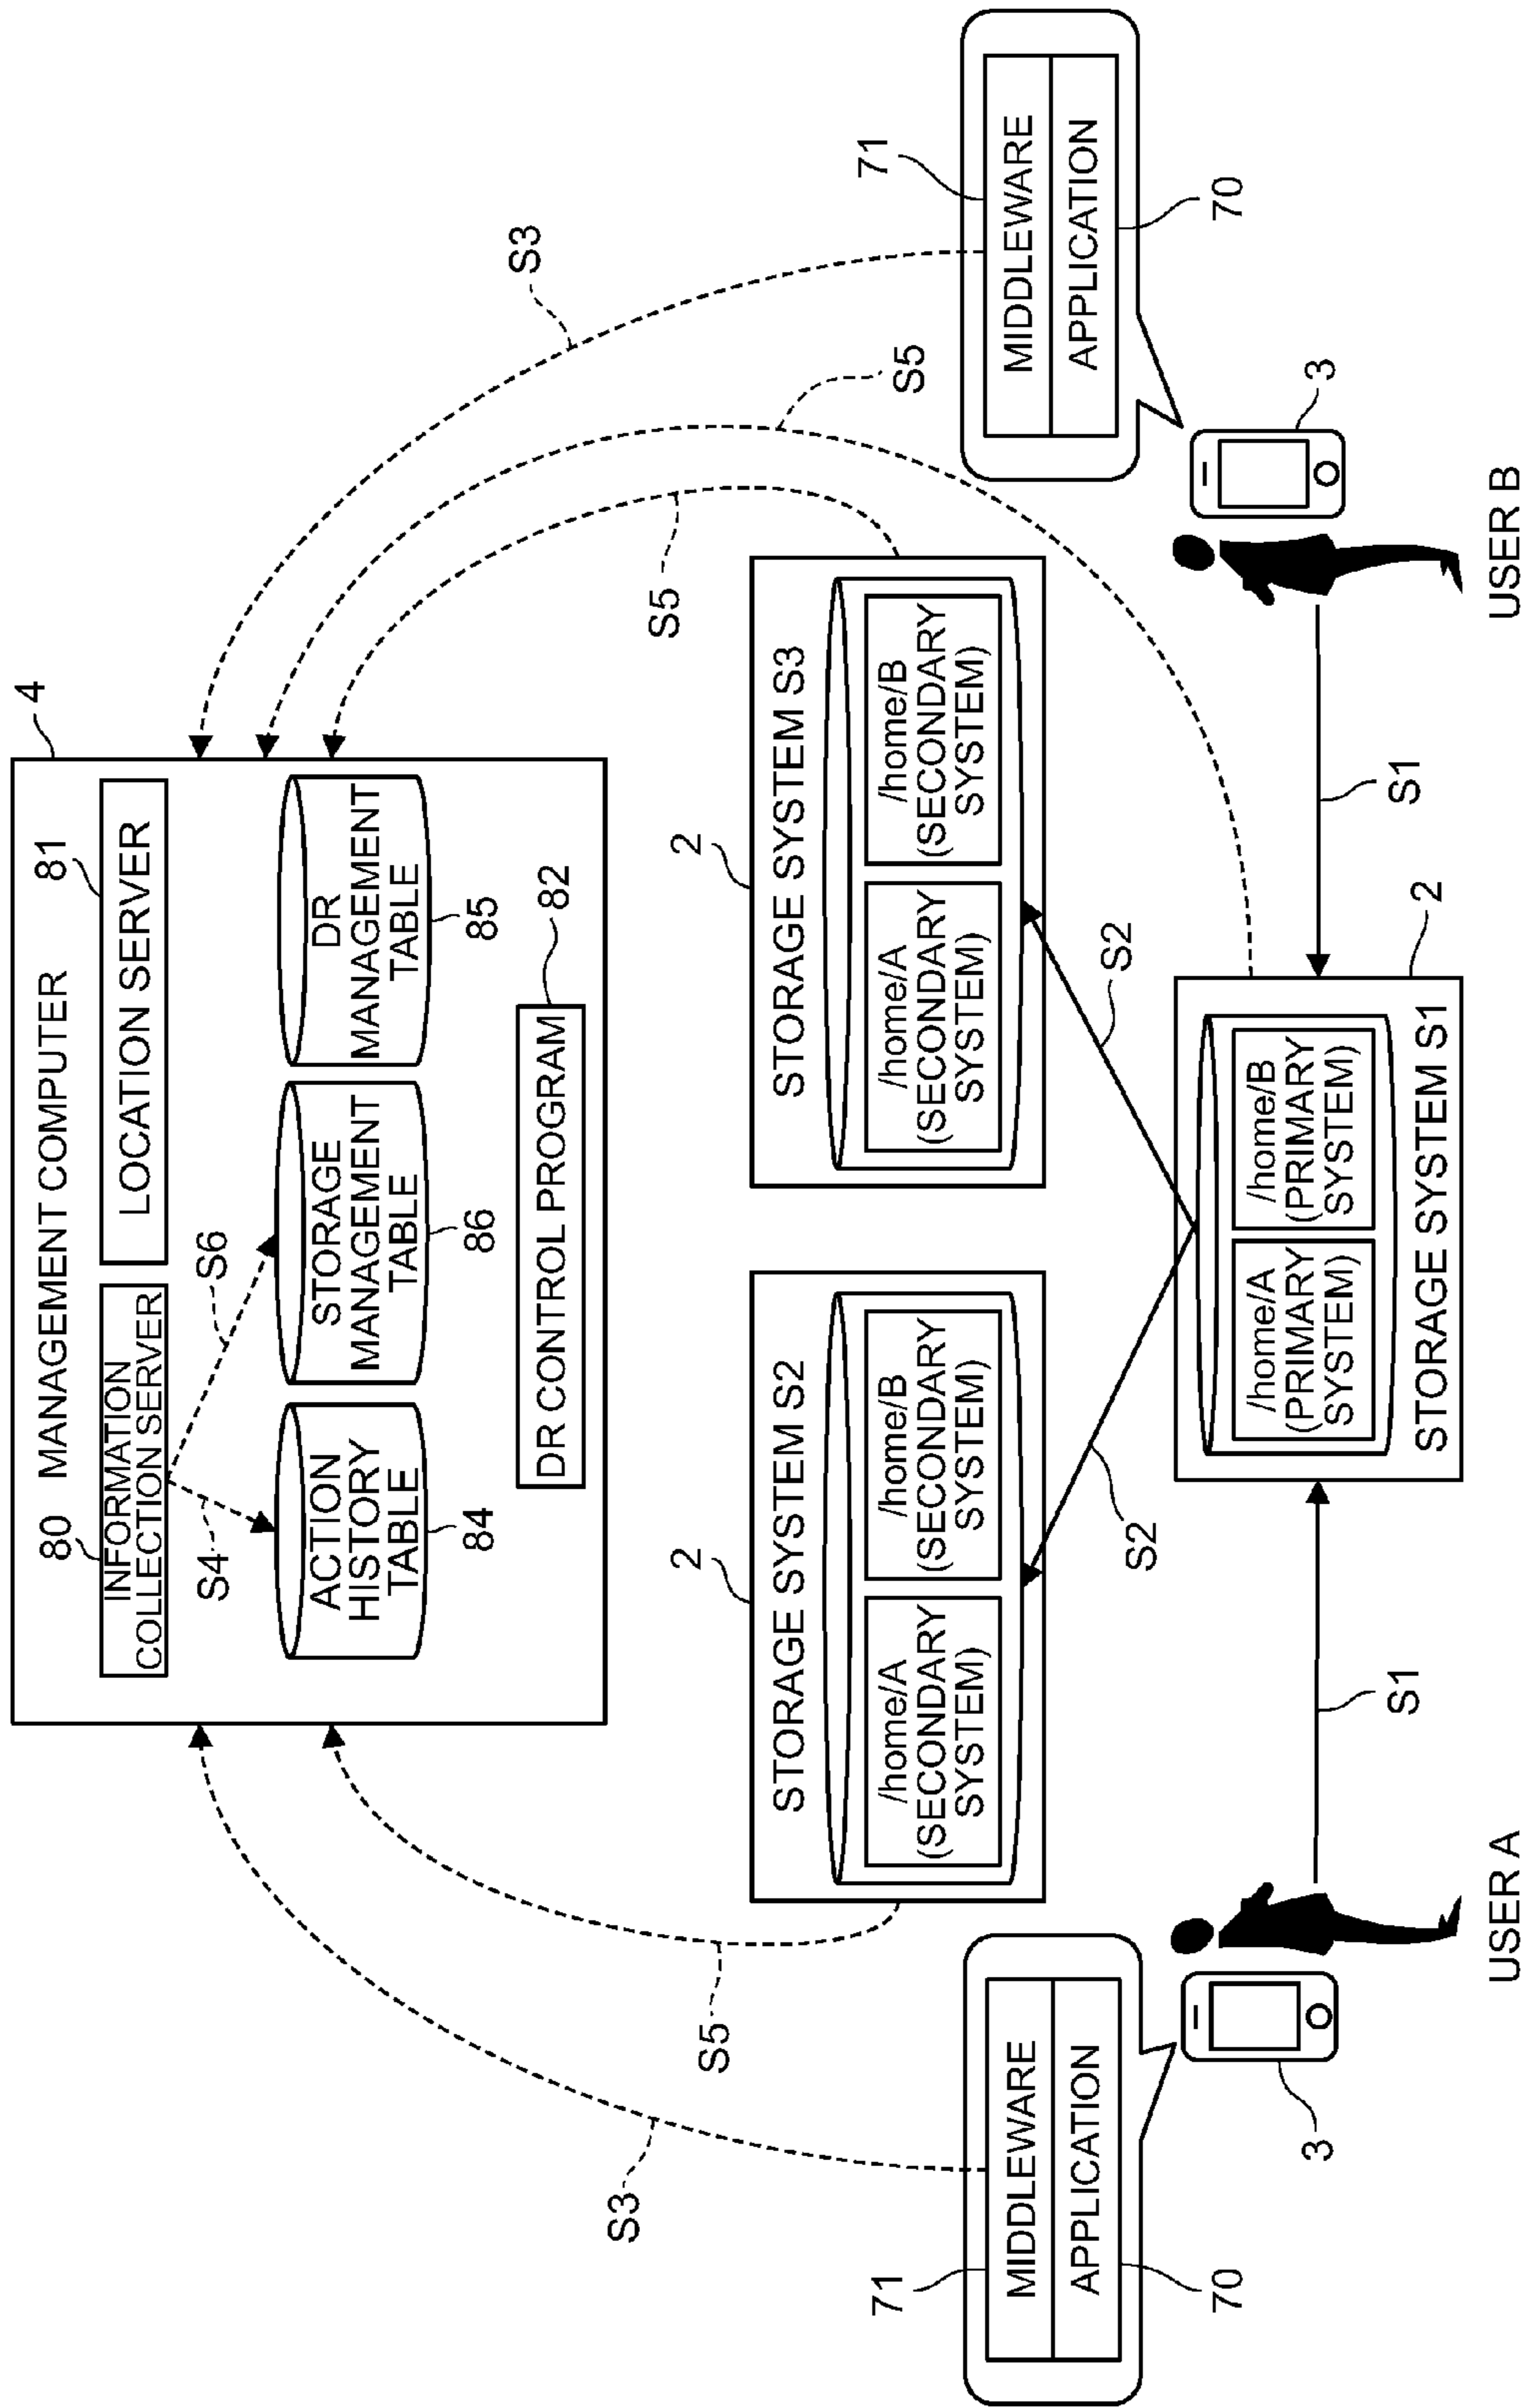 4
MANAGEMENT COMPUTER
80
81
INFORMATION
COLLECTION SERVER
LOCATION SERVER
S4
S6
ACTION
HISTORY
TABLE
84
STORAGE
MANAGEMENT
TABLE
86
DR
MANAGEMENT
TABLE
85
82
DR CONTROL PROGRAM
S3
S3
S5
S5
S5
2
STORAGE SYSTEM S2
/home/A
(SECONDARY
SYSTEM)
/home/B
(SECONDARY
SYSTEM)
2
STORAGE SYSTEM S3
/home/A
(SECONDARY
SYSTEM)
/home/B
(SECONDARY
SYSTEM)
71
MIDDLEWARE
APPLICATION
70
71
MIDDLEWARE
APPLICATION
70
S2
S2
3
3
/home/A
(PRIMARY
SYSTEM)
/home/B
(PRIMARY
SYSTEM)
STORAGE SYSTEM S1
2
S1
S1
USER A
USER B